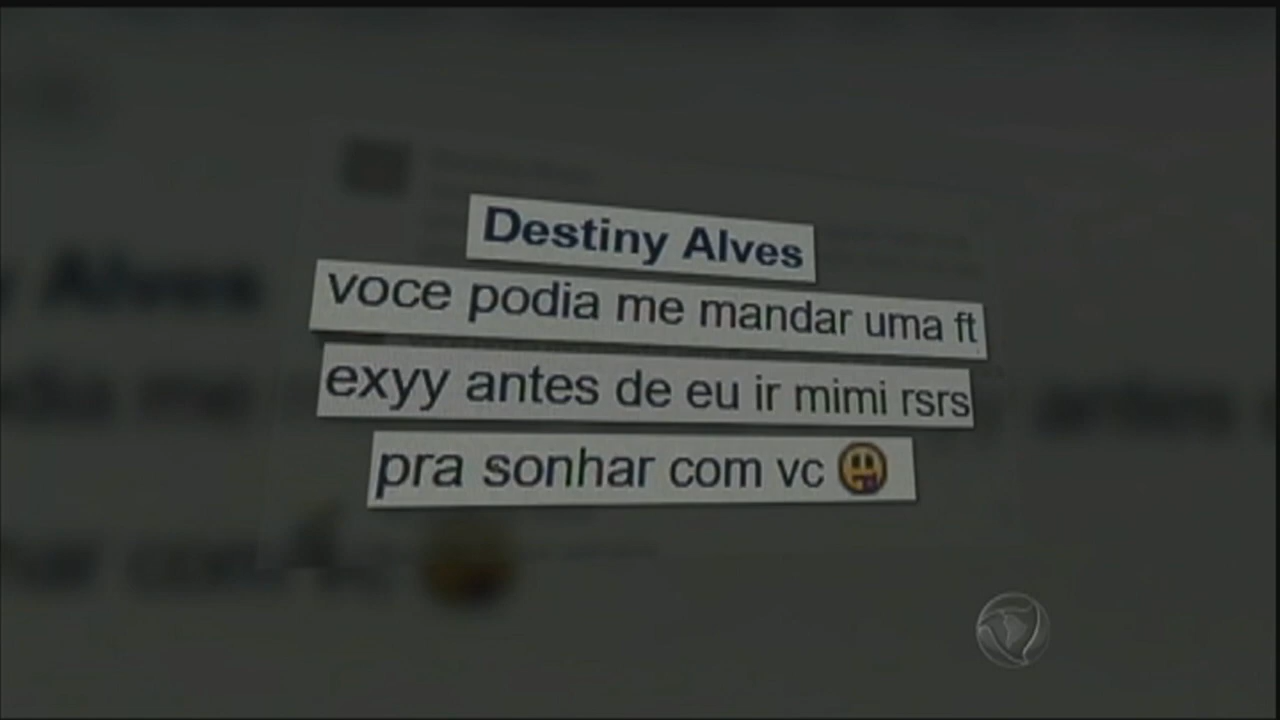 Destiny Alves
voce podia me mandar uma ft
exyy antes de eu ir mimi rsrs
pra sonhar com vc